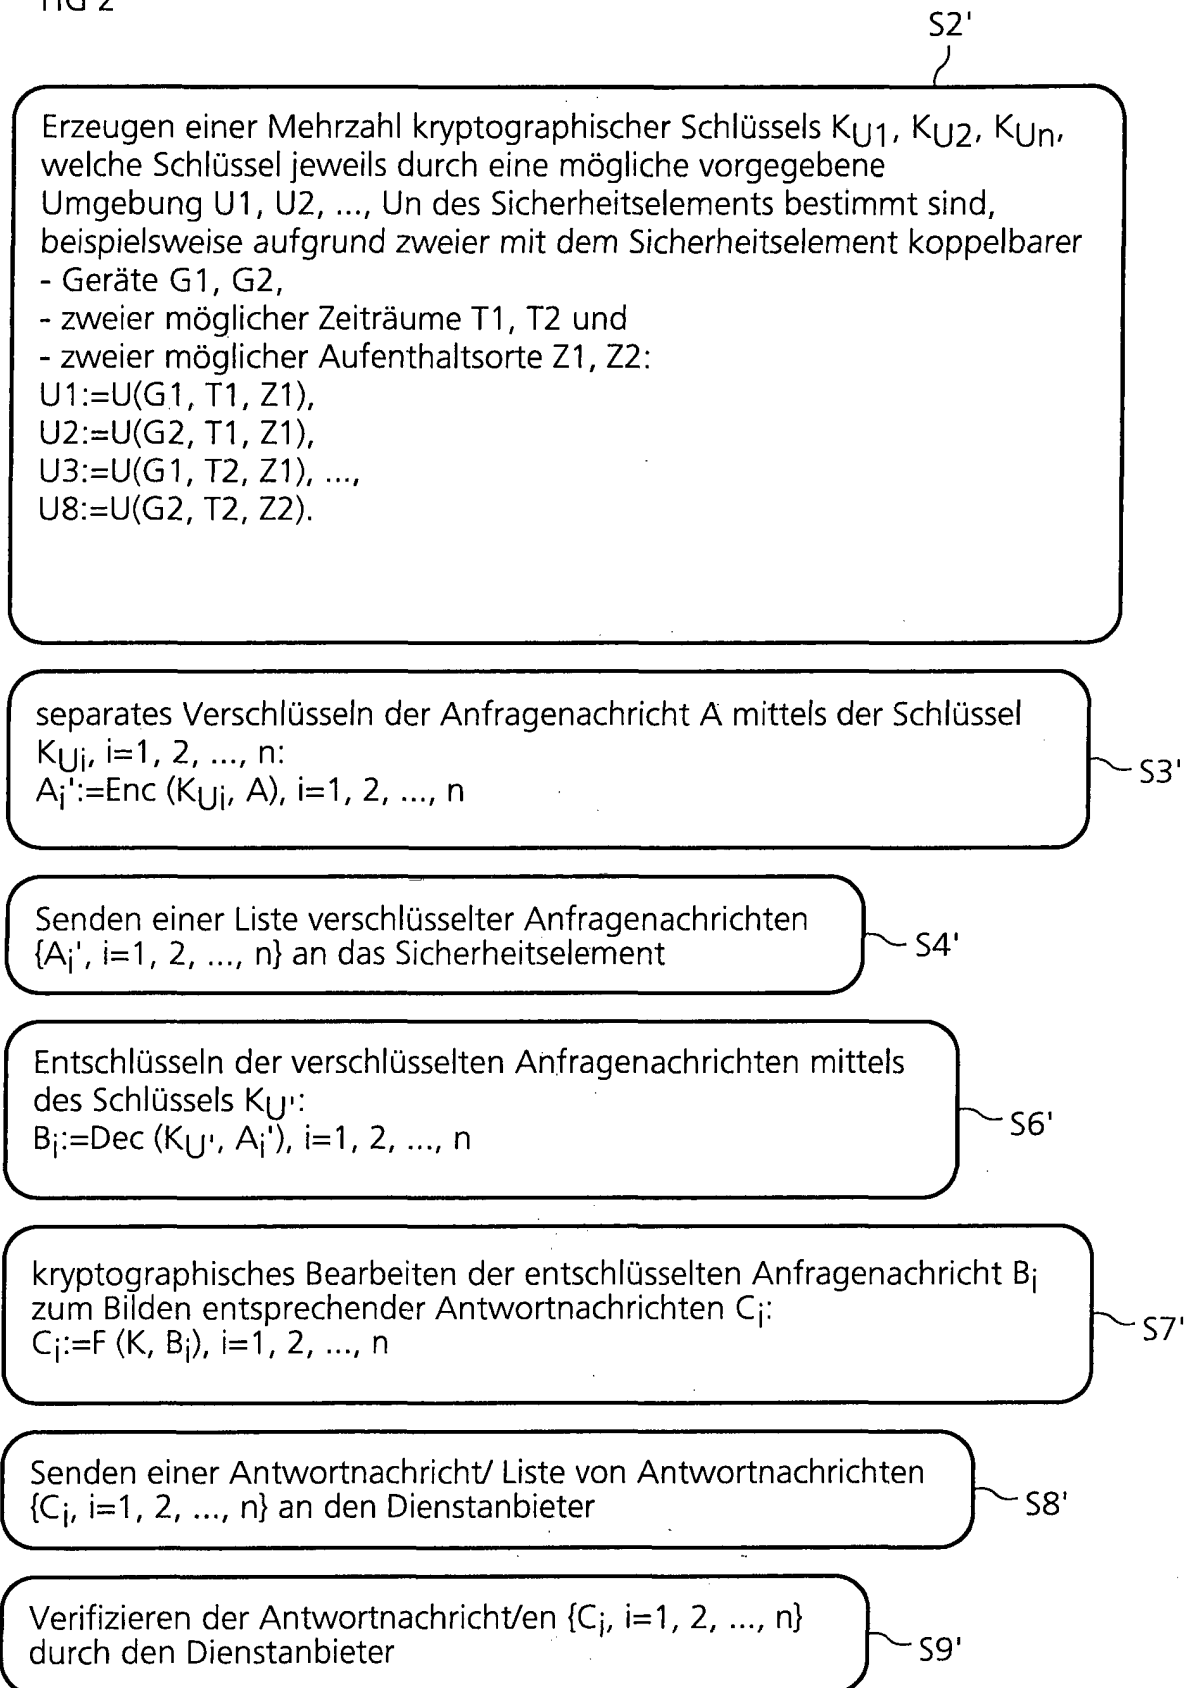 FIG 2
S2'
Erzeugen einer Mehrzahl kryptographischer Schlüssels KU1, KU2, KUn,
welche Schlüssel jeweils durch eine mögliche vorgegebene
Umgebung U1, U2, ..., Un des Sicherheitselements bestimmt sind,
beispielsweise aufgrund zweier mit dem Sicherheitselement koppelbarer
- Geräte G1, G2,
- zweier möglicher Zeiträume T1, T2 und
- zweier möglicher Aufenthaltsorte Z1, Z2:
U1:=U(G1, T1, Z1),
U2:=U(G2, T1, Z1),
U3:=U(G1, T2, Z1), ...,
U8:=U(G2, T2, Z2).
separates Verschlüsseln der Anfragenachricht A mittels der Schlüssel
KUi, i=1, 2, ..., n:
Ai':=Enc (KUi, A), i=1, 2, ..., n
S3'
Senden einer Liste verschlüsselter Anfragenachrichten
{Ai', i=1, 2, ..., n} an das Sicherheitselement
S4'
Entschlüsseln der verschlüsselten Anfragenachrichten mittels
des Schlüssels KU':
Bi:=Dec (KU', Ai'), i=1, 2, ..., n
S6'
kryptographisches Bearbeiten der entschlüsselten Anfragenachricht Bi
zum Bilden entsprechender Antwortnachrichten Ci:
Ci:=F (K, Bi), i=1, 2, ..., n
S7'
Senden einer Antwortnachricht/ Liste von Antwortnachrichten
{Ci, i=1, 2, ..., n} an den Dienstanbieter
S8'
Verifizieren der Antwortnachricht/en {Ci, i=1, 2, ..., n}
durch den Dienstanbieter
S9'